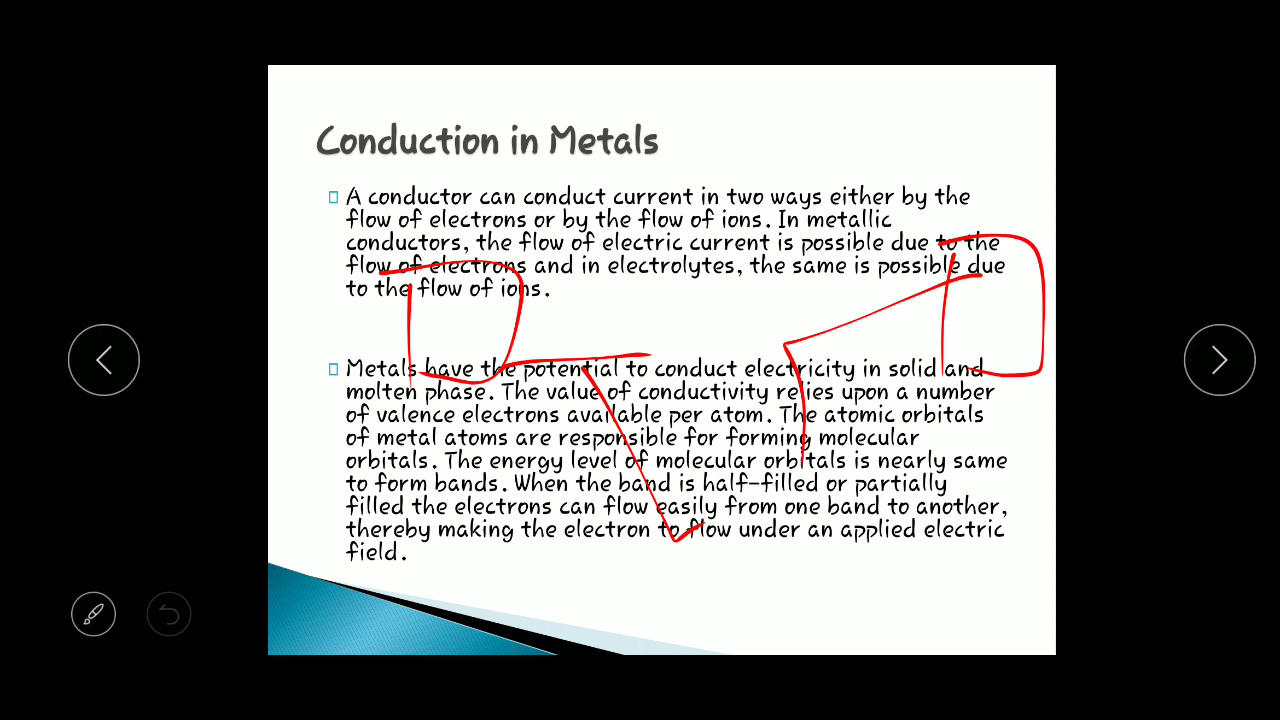 Conduction in Metals
A conductor can conduct current in two ways either by the
flow of electrons or by the flow of ions. In metallic
conductors, the flow of electric current is possible due to the
flow of electrons and in electrolytes, the same is possible due
to the flow of ions.
Metals have the potential to conduct electricity in solid and
molten phase. The value of conductivity relies upon a number
of valence electrons available per atom. The atomic orbitals
of metal atoms are responsible for forming molecular
orbitals. The energy level of molecular orbitals is nearly same
to form bands. When the band is half-filled or partially
filled the electrons can flow easily from one band to another,
thereby making the electron to flow under an applied electric
field.